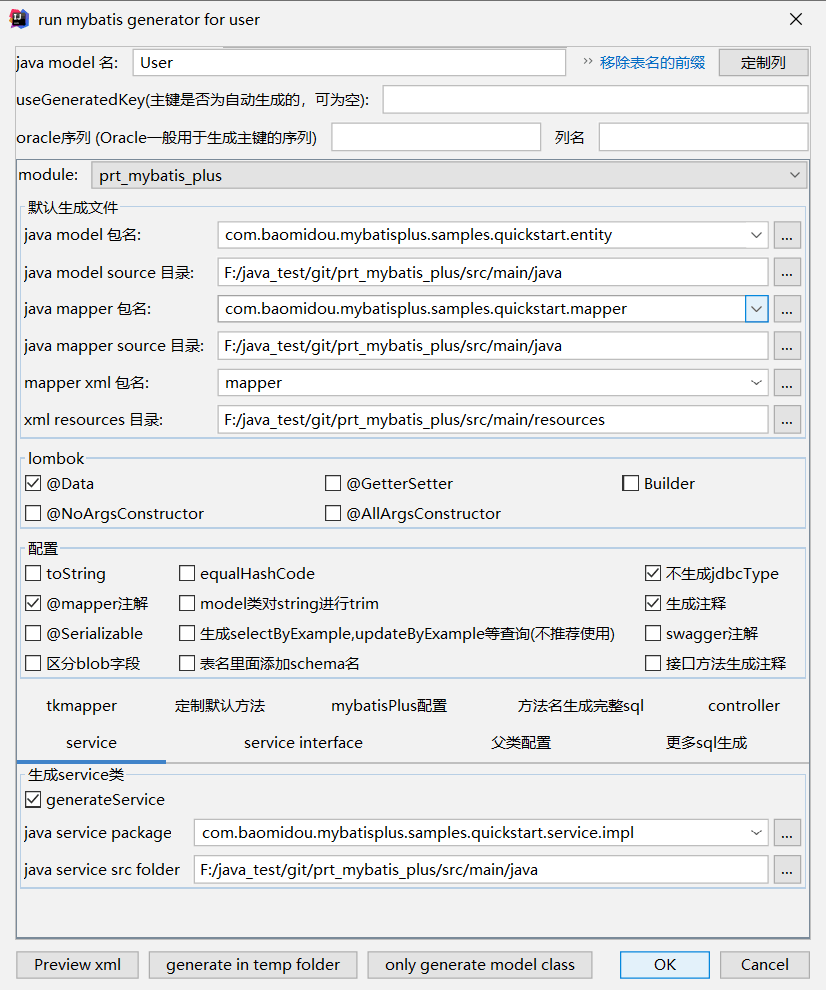 run mybatis generator for user
java model 名: User >> 移除表名的前缀 定制列
useGeneratedKey(主键是否为自动生成的，可为空):
oracle序列 (Oracle一般用于生成主键的序列) 列名
module: prt_mybatis_plus
默认生成文件
java model 包名: com.baomidou.mybatisplus.samples.quickstart.entity ...
java model source 目录: F:/java_test/git/prt_mybatis_plus/src/main/java ...
java mapper 包名: com.baomidou.mybatisplus.samples.quickstart.mapper ...
java mapper source 目录: F:/java_test/git/prt_mybatis_plus/src/main/java ...
mapper xml 包名: mapper ...
xml resources 目录: F:/java_test/git/prt_mybatis_plus/src/main/resources ...
lombok
@Data @GetterSetter Builder
@NoArgsConstructor @AllArgsConstructor
配置
toString equalHashCode 不生成jdbcType
@mapper注解 model类对string进行trim 生成注释
@Serializable 生成selectByExample,updateByExample等查询(不推荐使用) swagger注解
区分blob字段 表名里面添加schema名 接口方法生成注释
tkmapper 定制默认方法 mybatisPlus配置 方法名生成完整sql controller
service service interface 父类配置 更多sql生成
生成service类
generateService
java service package com.baomidou.mybatisplus.samples.quickstart.service.impl ...
java service src folder F:/java_test/git/prt_mybatis_plus/src/main/java ...
Preview xml generate in temp folder only generate model class OK Cancel